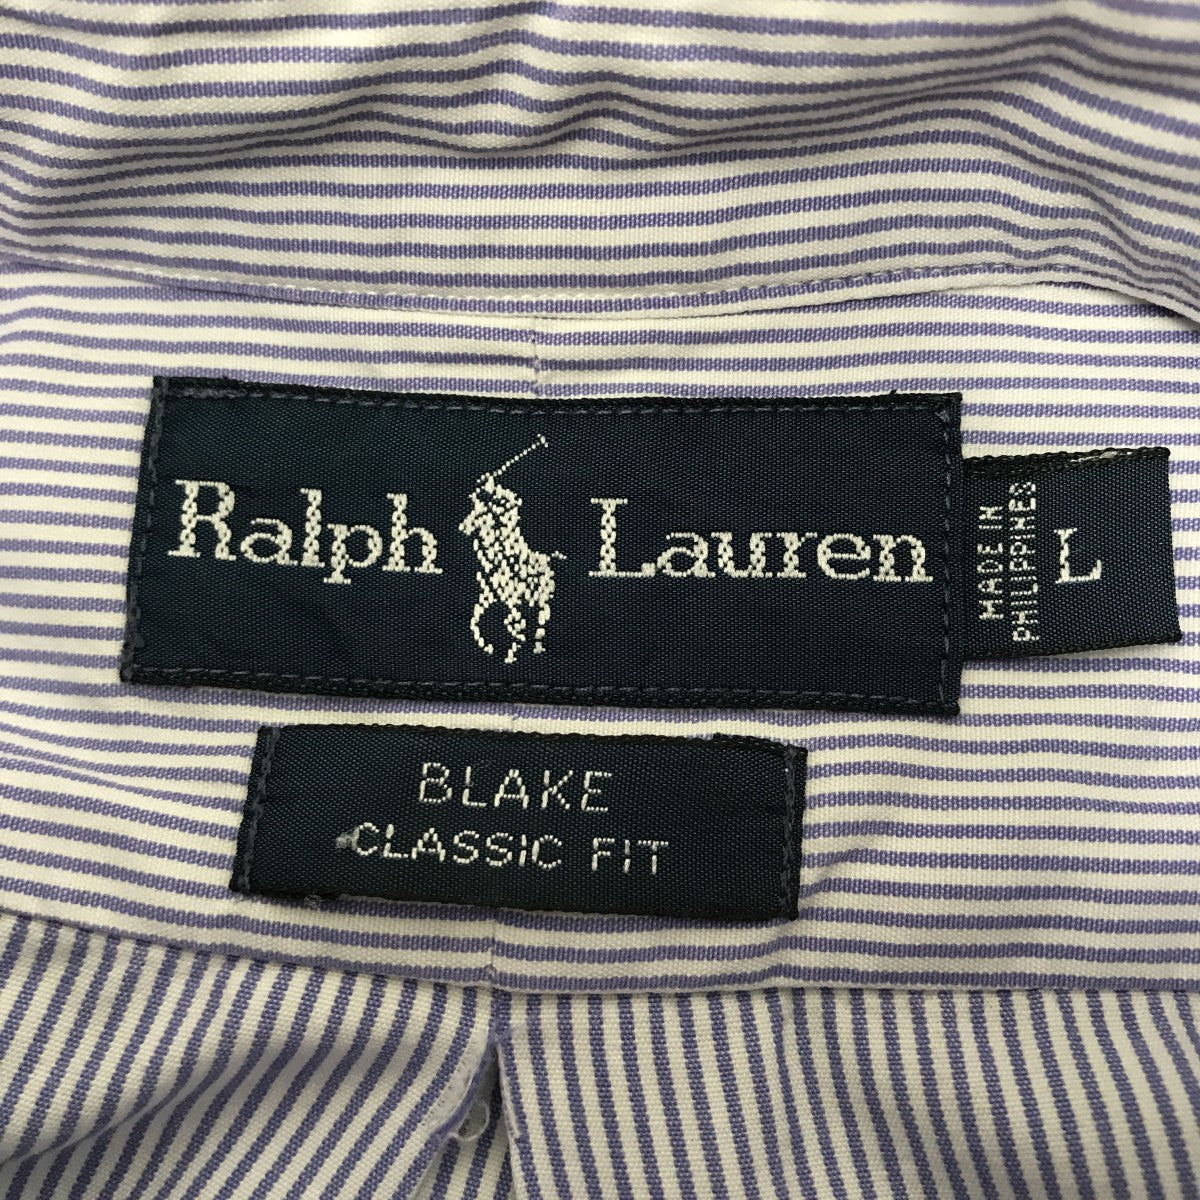 Ralph Lauren
MADE IN
PHILIPPINES
L
BLAKE
CLASSIC FIT